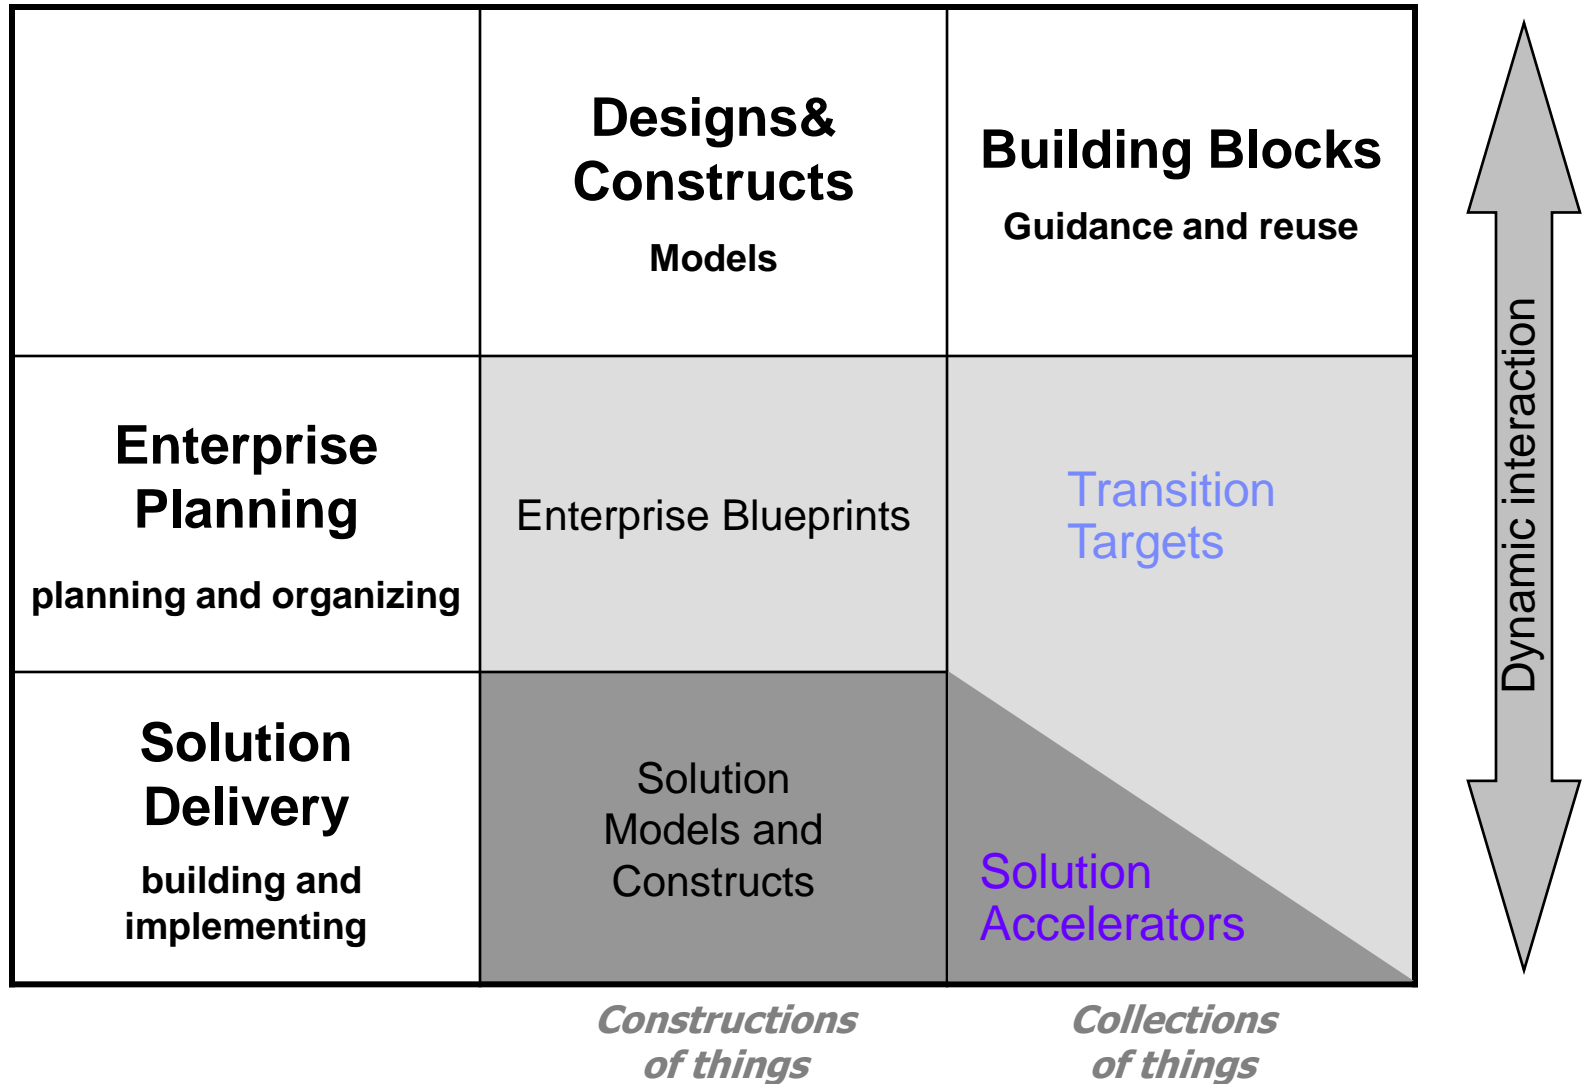 Designs&
Constructs
Models
Building Blocks
Guidance and reuse
Enterprise
Planning
planning and organizing
Enterprise Blueprints
Transition
Targets
Solution
Delivery
building and
implementing
Solution
Models and
Constructs
Solution
Accelerators
Dynamic interaction
Constructions
of things
Collections
of things